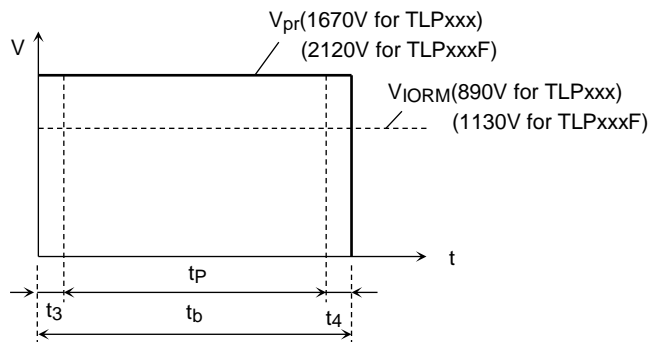 Vpr(1670V for TLPxxx)
(2120V for TLPxxxF)
V
VIORM(890V for TLPxxx)
(1130V for TLPxxxF)
t
tP
t3
tb
t4